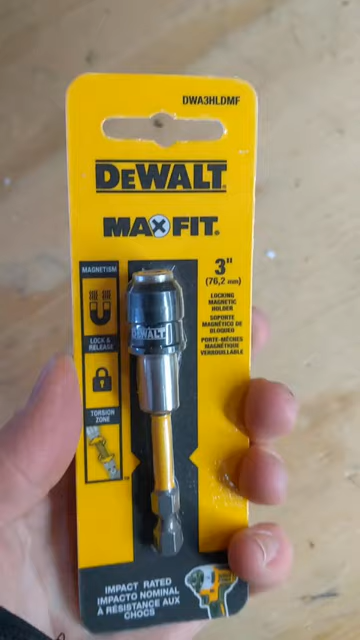 DWA3HLDMF
DEWALT
MAXFIT
3"
(76,2 mm)
LOCKING
MAGNETIC
HOLDER
SOPORTE
MAGNÉTICO DE
BLOQUEO
PORTE-MÈCHES
MAGNÉTIQUE
VERROUILLABLE
MAGNETISM
LOCK &
RELEASE
TORSION
ZONE
DEWALT
IMPACT RATED
IMPACTO NOMINAL
À RÉSISTANCE AUX
CHOCS